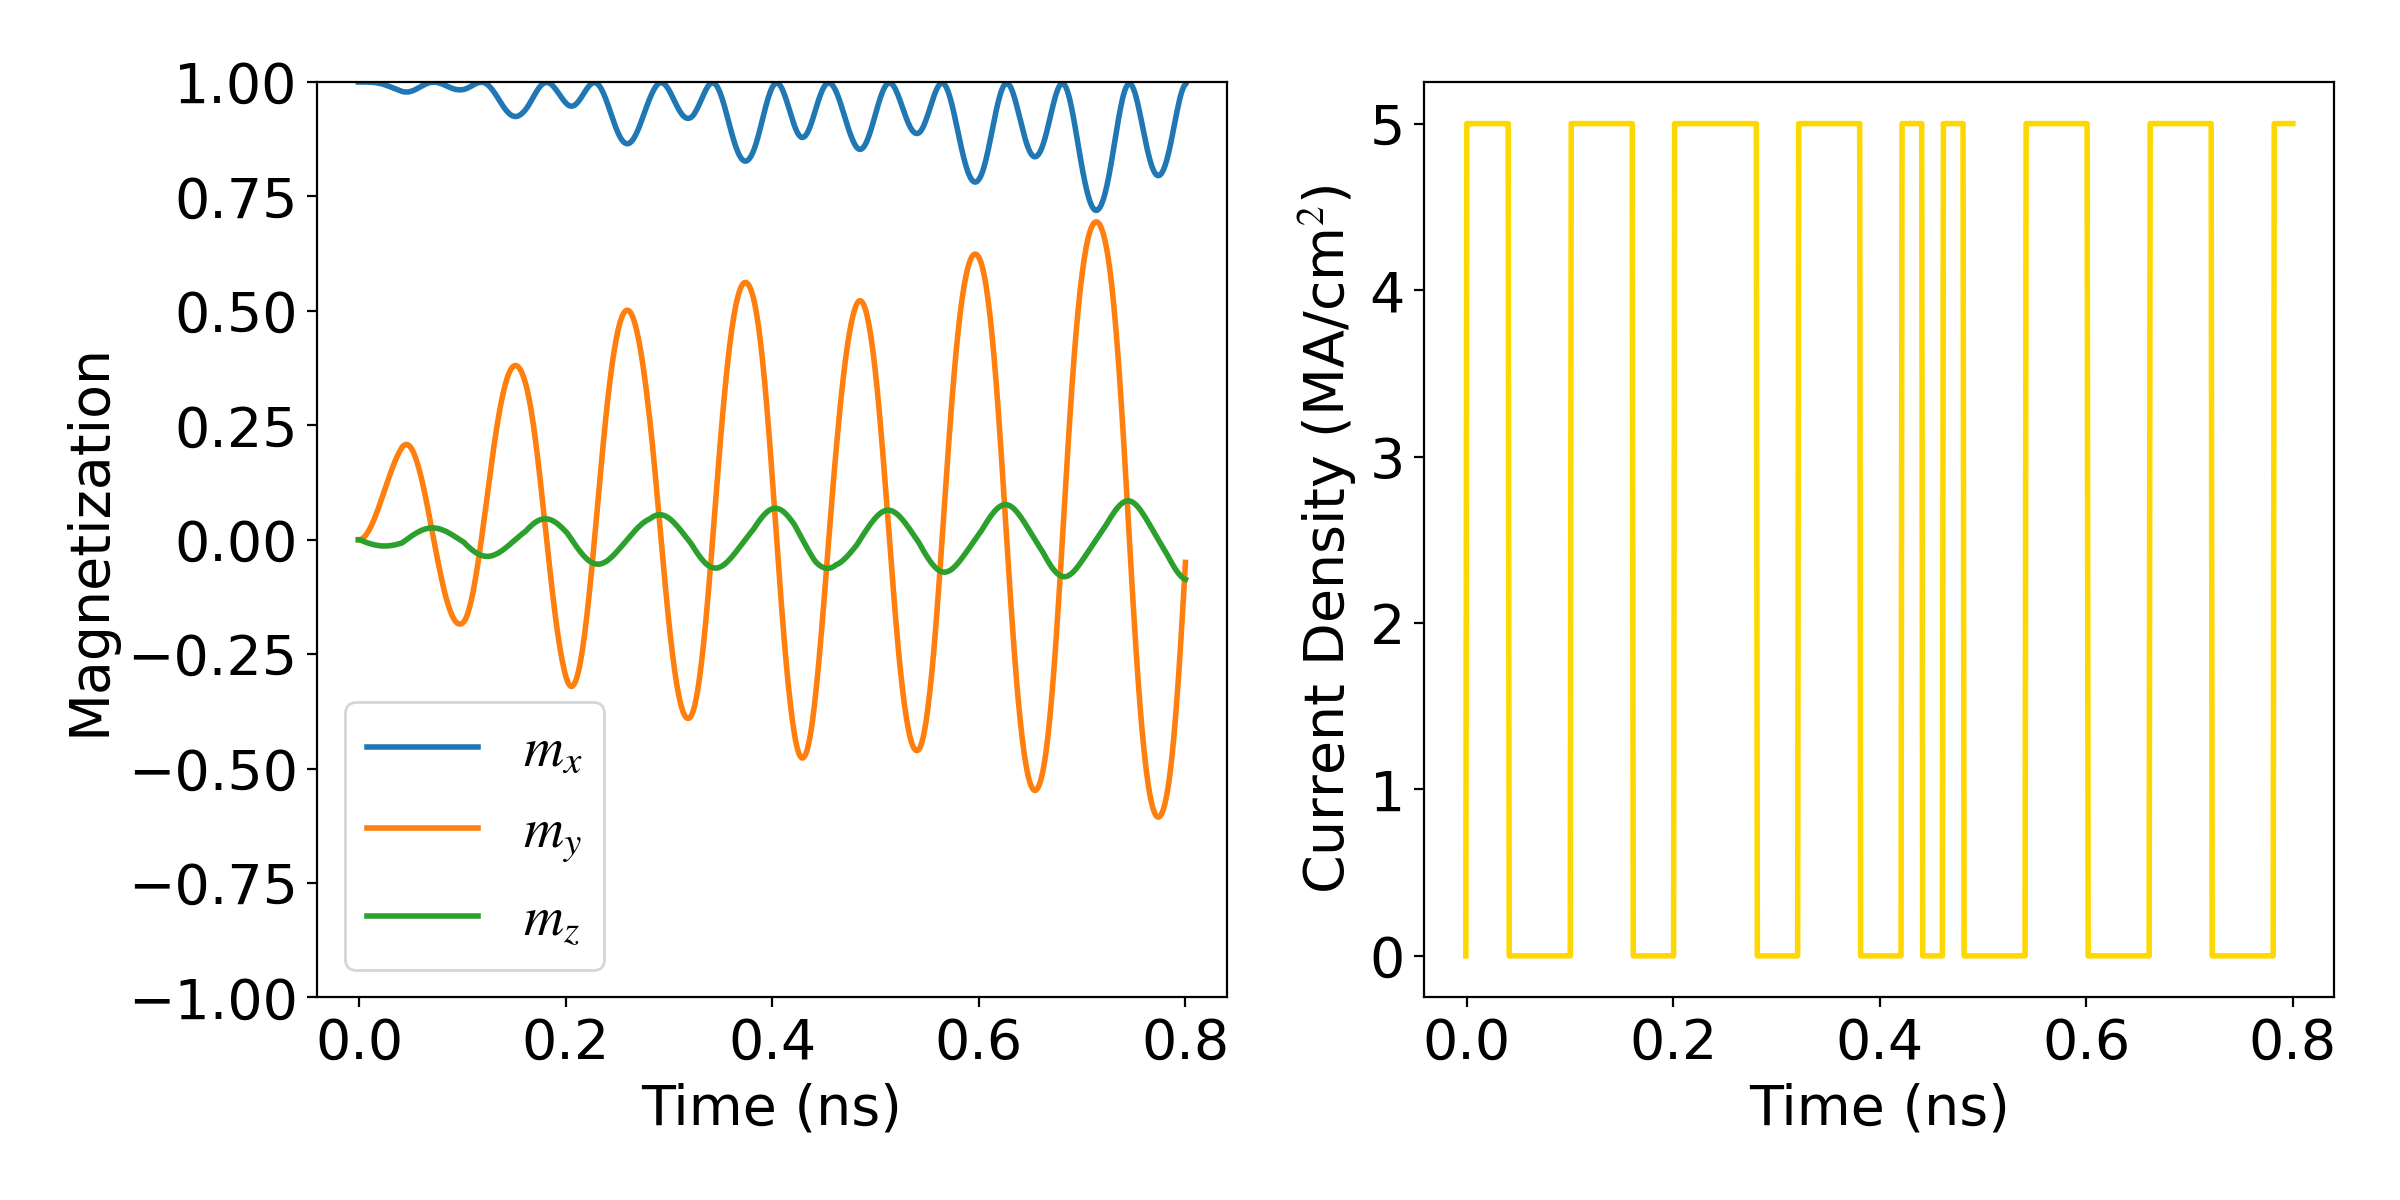 Magnetization
1.00
0.75
0.50
0.25
0.00
−0.25
−0.50
−0.75
−1.00
0.0 0.2 0.4 0.6 0.8
Time (ns)
m_x
m_y
m_z
Current Density (MA/cm²)
5
4
3
2
1
0
0.0 0.2 0.4 0.6 0.8
Time (ns)